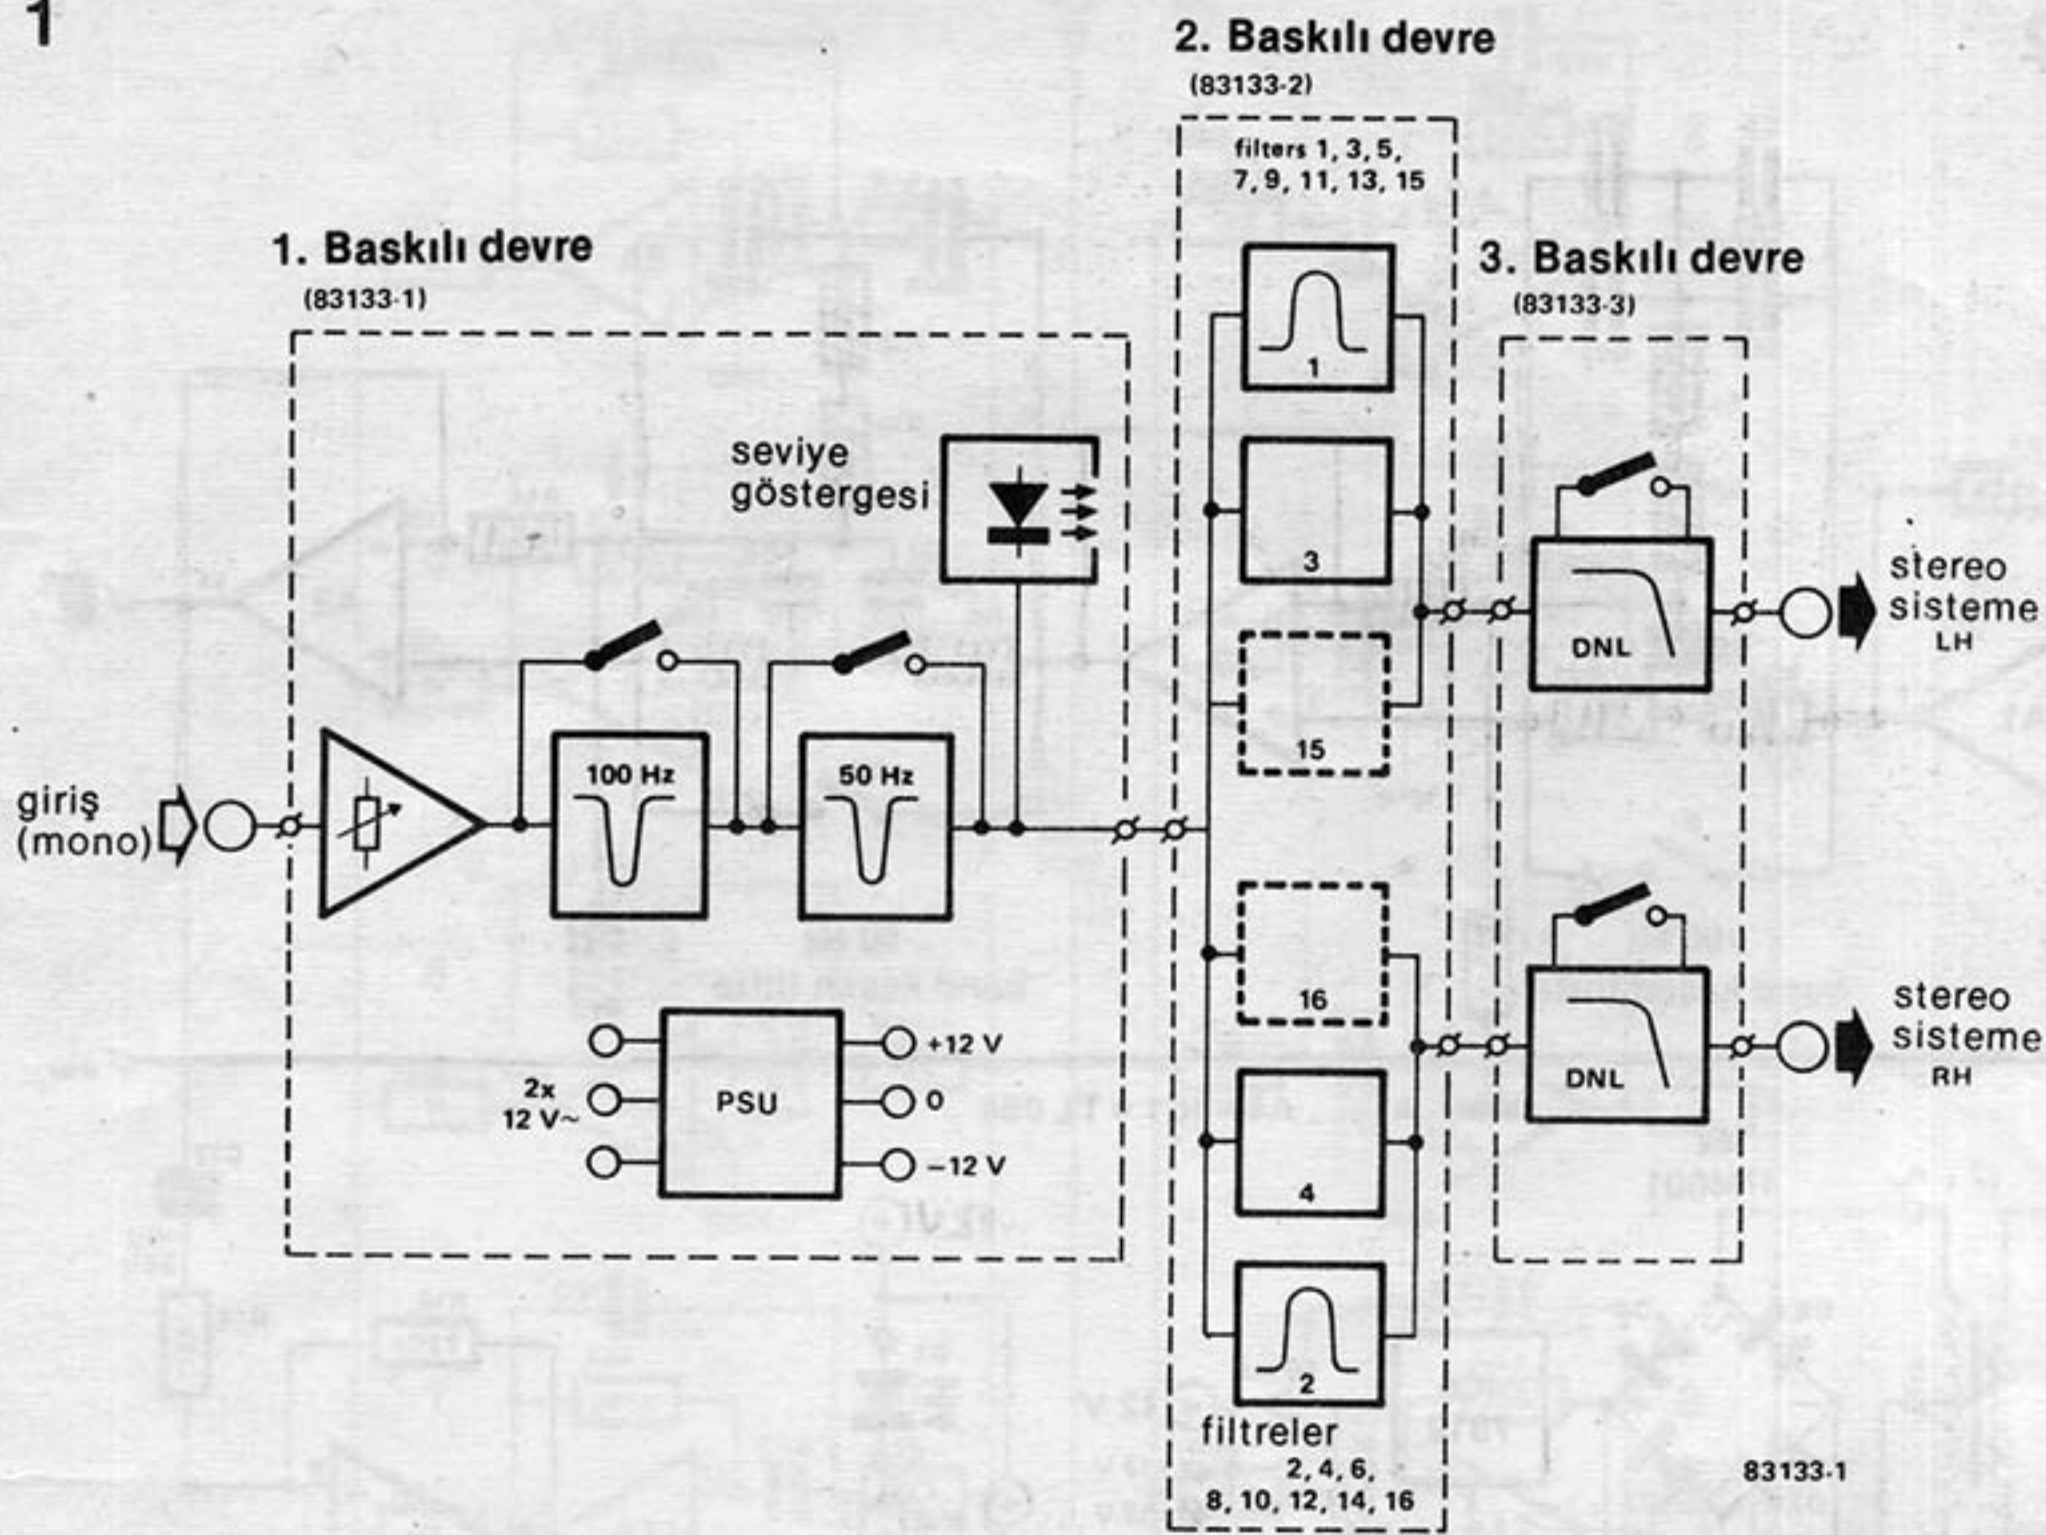 1
2. Baskılı devre
(83133-2)
filters 1, 3, 5,
7, 9, 11, 13, 15
1. Baskılı devre
(83133-1)
3. Baskılı devre
(83133-3)
1
seviye
göstergesi
3
stereo
sisteme
LH
DNL
15
100 Hz
50 Hz
giriş
(mono)
16
stereo
sisteme
RH
DNL
2x
12 V~
PSU
+12 V
0
−12 V
4
2
filtreler
2, 4, 6,
8, 10, 12, 14, 16
83133-1